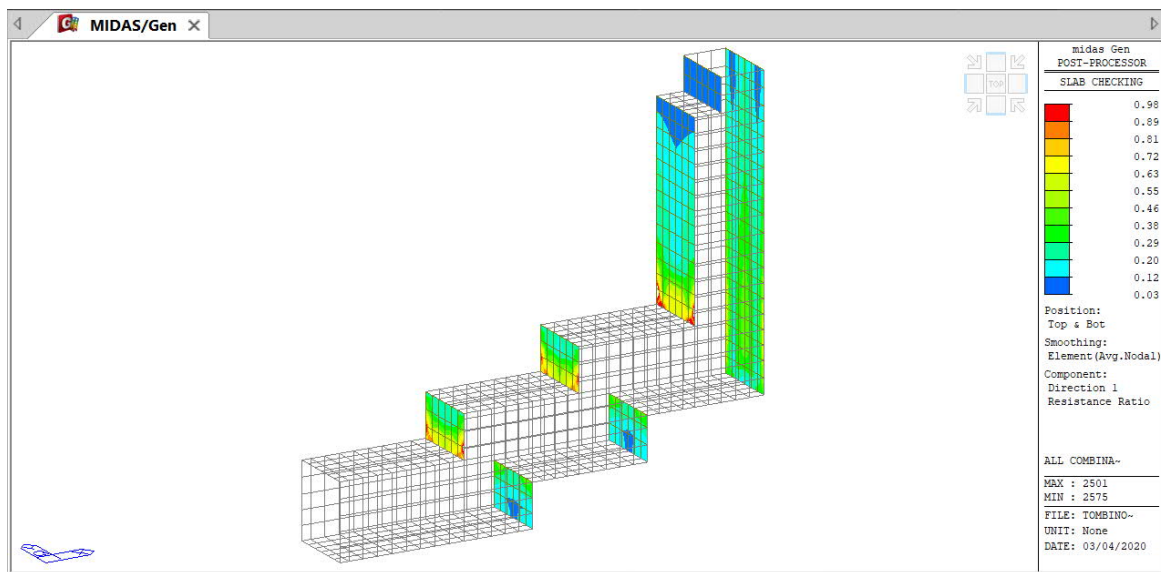 MIDAS/Gen
TOP
midas Gen
POST-PROCESSOR
SLAB CHECKING
0.98
0.89
0.81
0.72
0.63
0.55
0.46
0.38
0.29
0.20
0.12
0.03
Position:
Top & Bot
Smoothing:
Element(Avg.Nodal)
Component:
Direction 1
Resistance Ratio
ALL COMBINA~
MAX : 2501
MIN : 2575
FILE: TOMBINO~
UNIT: None
DATE: 03/04/2020